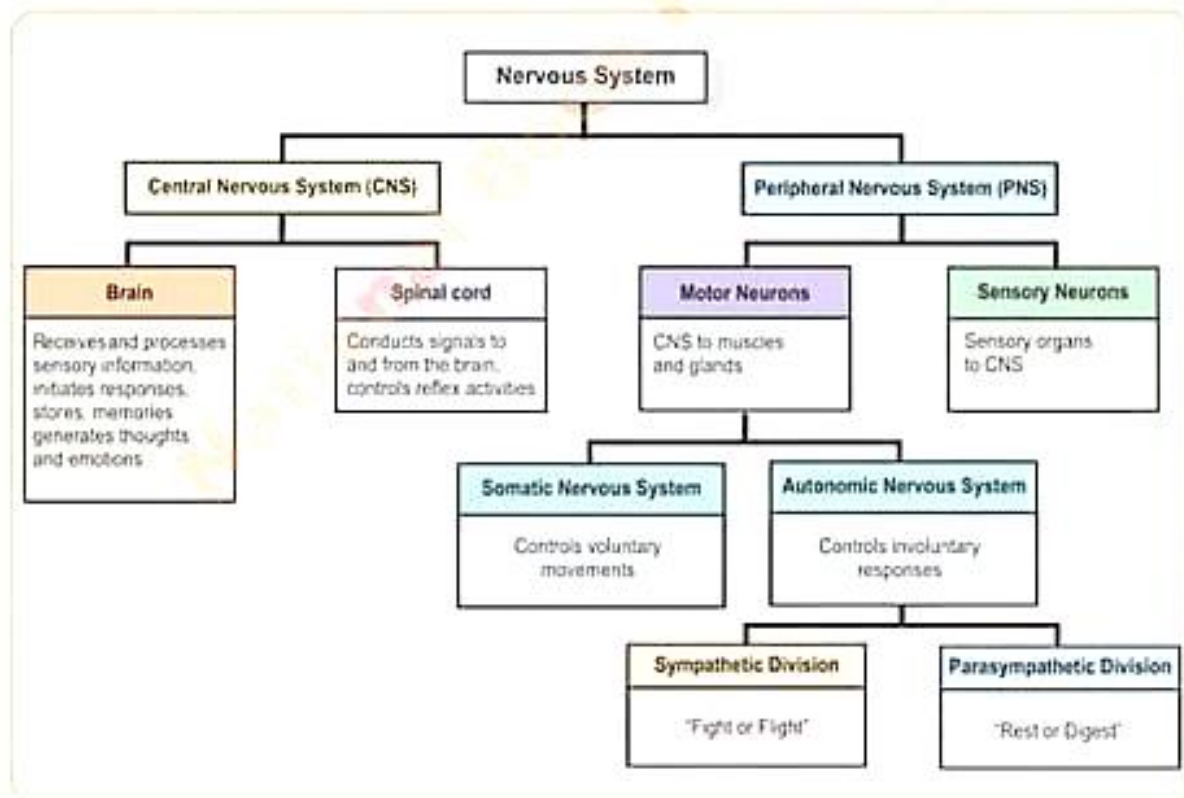 Nervous System
Central Nervous System (CNS)
Peripheral Nervous System (PNS)
Brain
Receives and processes
sensory information,
initiates responses,
stores, memories
generates thoughts
and emotions
Spinal cord
Conducts signals to
and from the brain,
controls reflex activities
Motor Neurons
CNS to muscles
and glands
Sensory Neurons
Sensory organs
to CNS
Somatic Nervous System
Controls voluntary
movements
Autonomic Nervous System
Controls involuntary
responses
Sympathetic Division
"Fight or Flight"
Parasympathetic Division
"Rest or Digest"